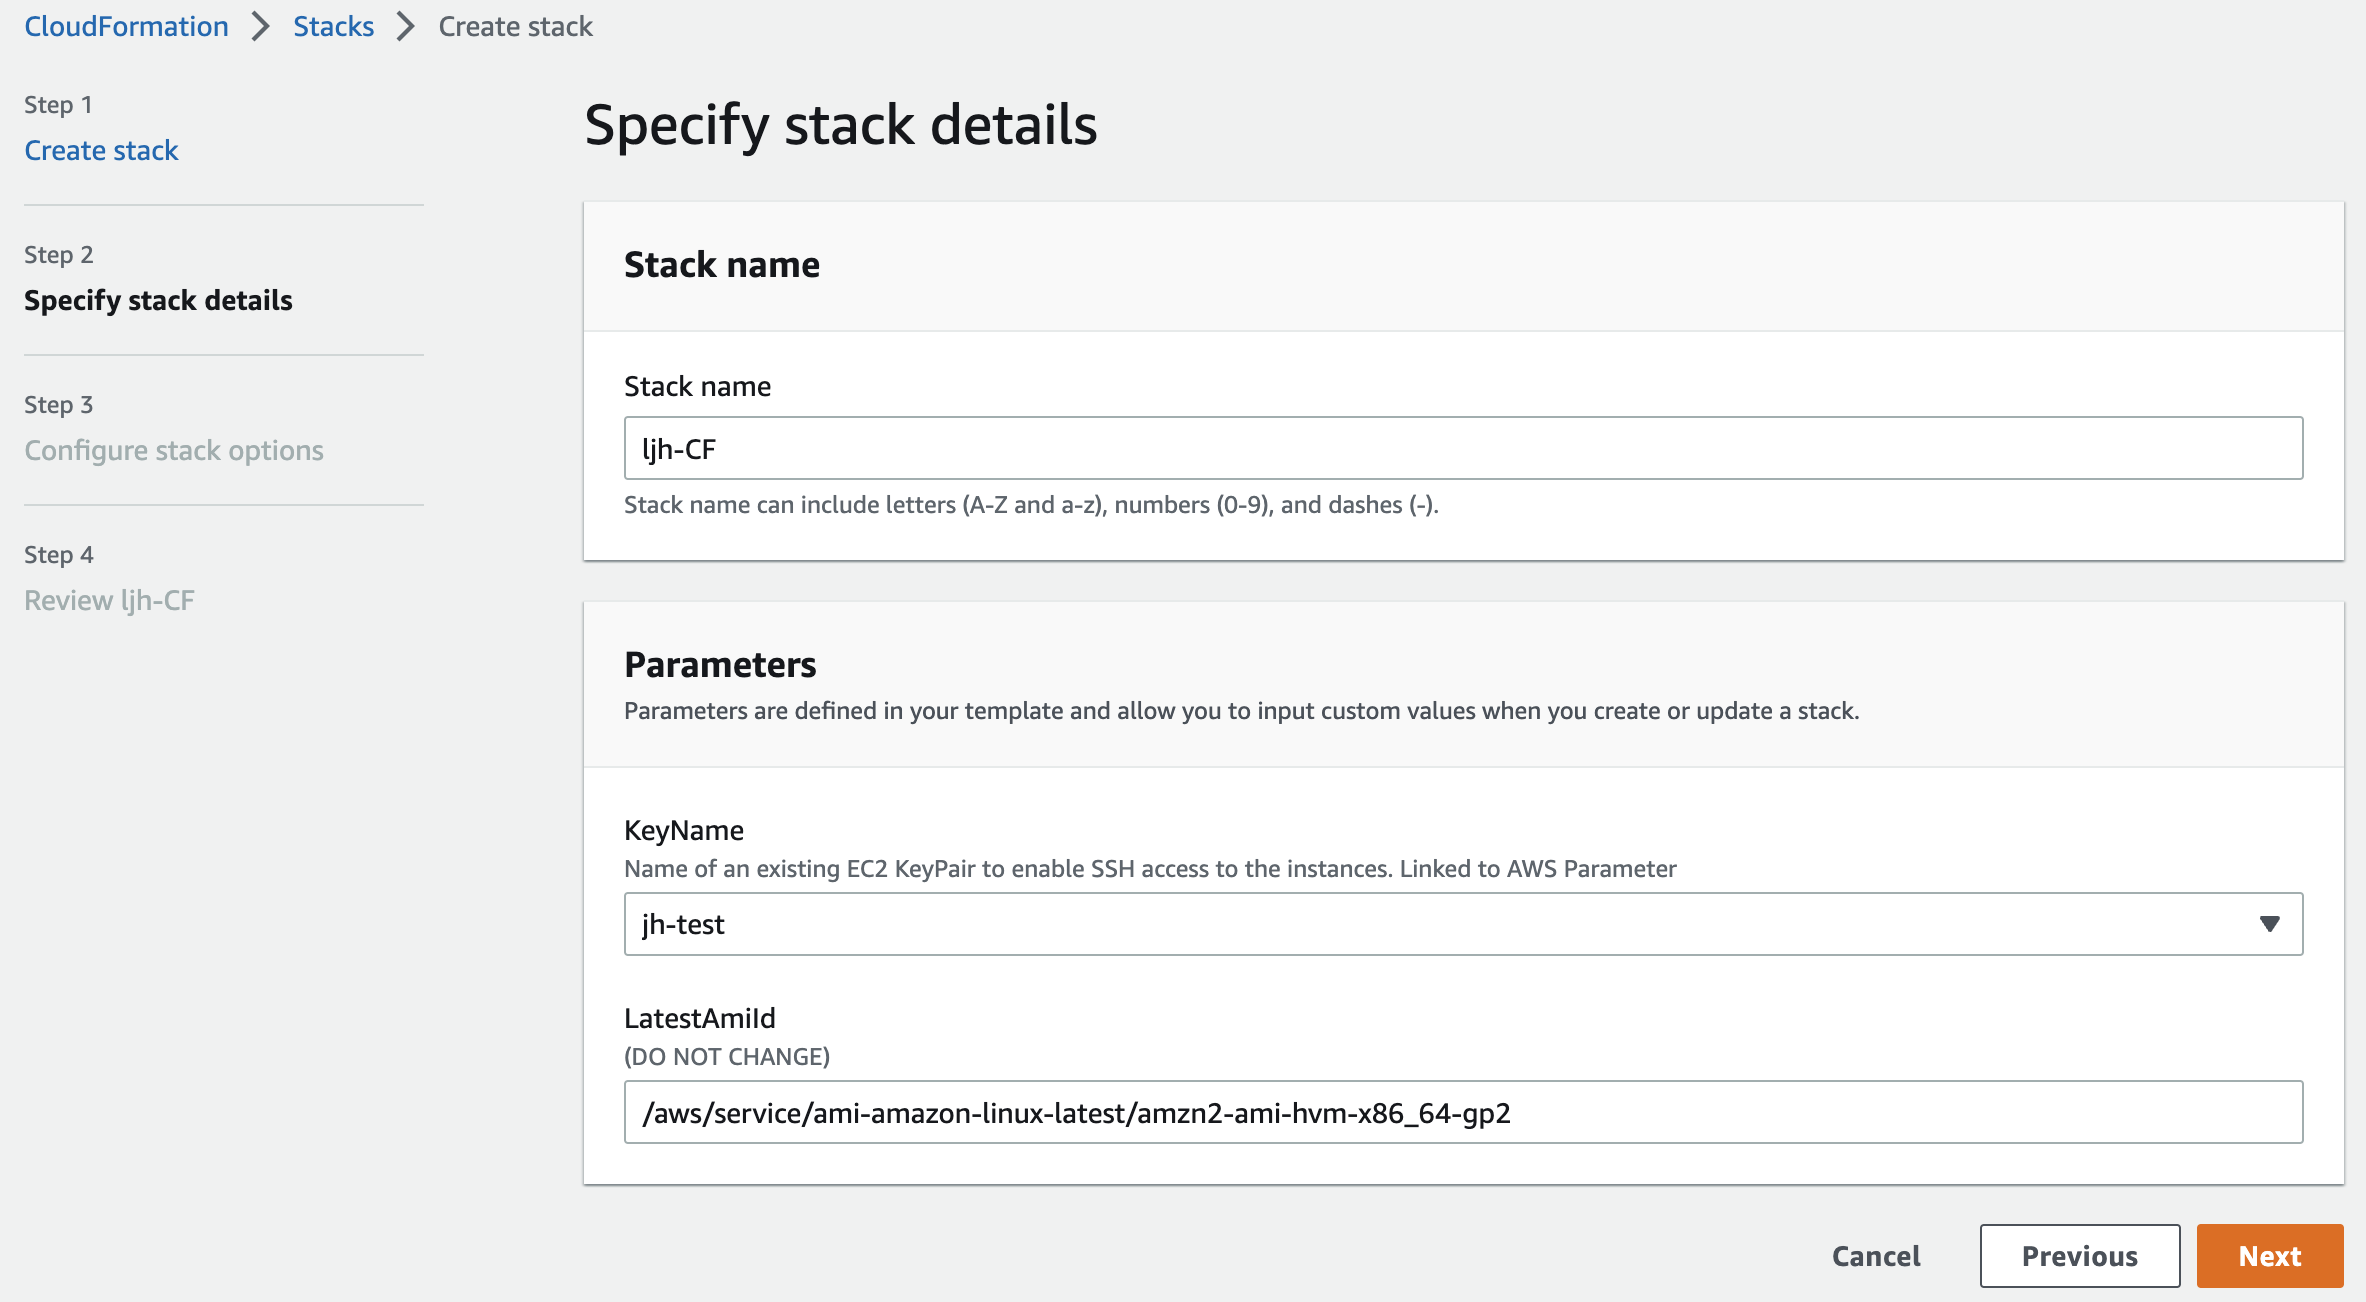 CloudFormation > Stacks > Create stack
Step 1
Create stack
Step 2
Specify stack details
Step 3
Configure stack options
Step 4
Review ljh-CF
Specify stack details
Stack name
Stack name
ljh-CF
Stack name can include letters (A-Z and a-z), numbers (0-9), and dashes (-).
Parameters
Parameters are defined in your template and allow you to input custom values when you create or update a stack.
KeyName
Name of an existing EC2 KeyPair to enable SSH access to the instances. Linked to AWS Parameter
jh-test
LatestAmiId
(DO NOT CHANGE)
/aws/service/ami-amazon-linux-latest/amzn2-ami-hvm-x86_64-gp2
Cancel
Previous
Next